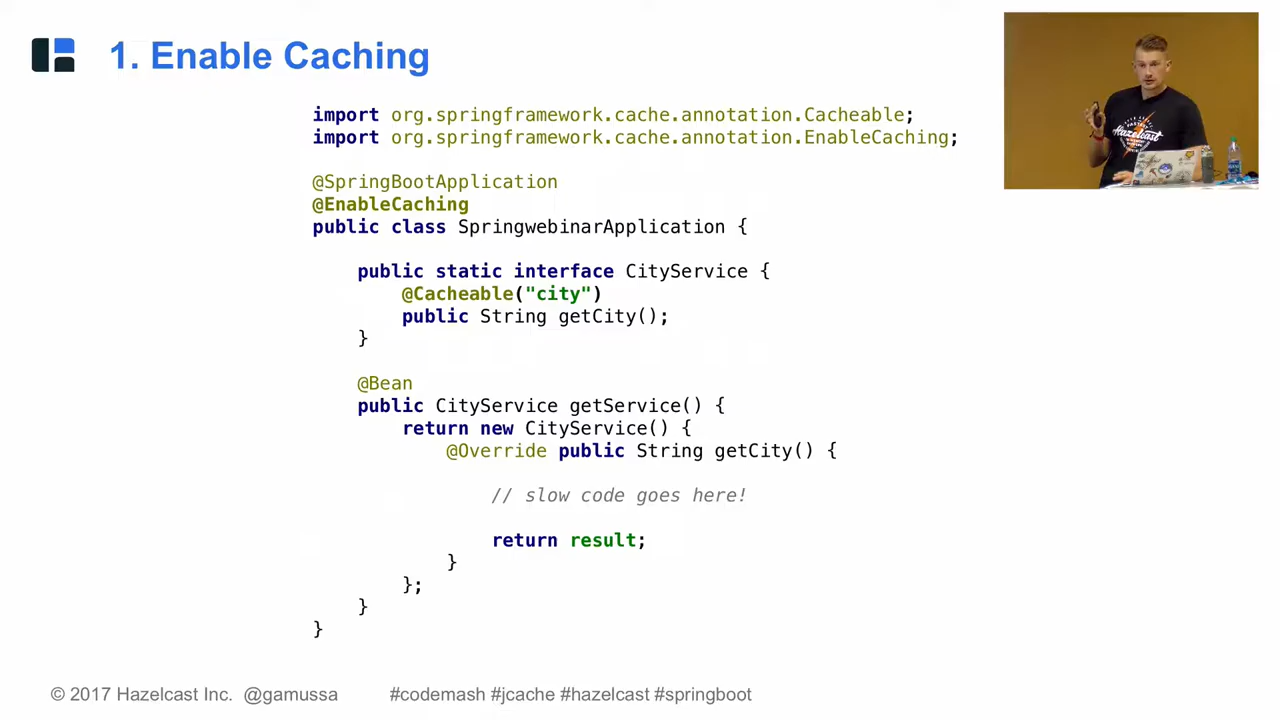 1. Enable Caching
import org.springframework.cache.annotation.Cacheable;
import org.springframework.cache.annotation.EnableCaching;
@SpringBootApplication
@EnableCaching
public class SpringwebinarApplication {
public static interface CityService {
@Cacheable("city")
public String getCity();
}
@Bean
public CityService getService() {
return new CityService() {
@Override public String getCity() {
// slow code goes here!
return result;
}
};
}
}
Hazelcast
© 2017 Hazelcast Inc. @gamussa #codemash #jcache #hazelcast #springboot